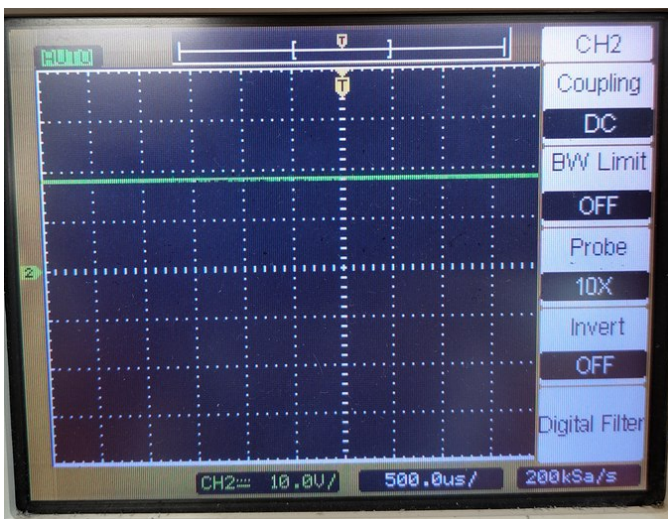 T
CH2
AUTO
T
Coupling
DC
BW Limit
OFF
Probe
2
10X
Invert
OFF
Digital Filter
CH2 10.0V/ 500.0us/ 200kSa/s